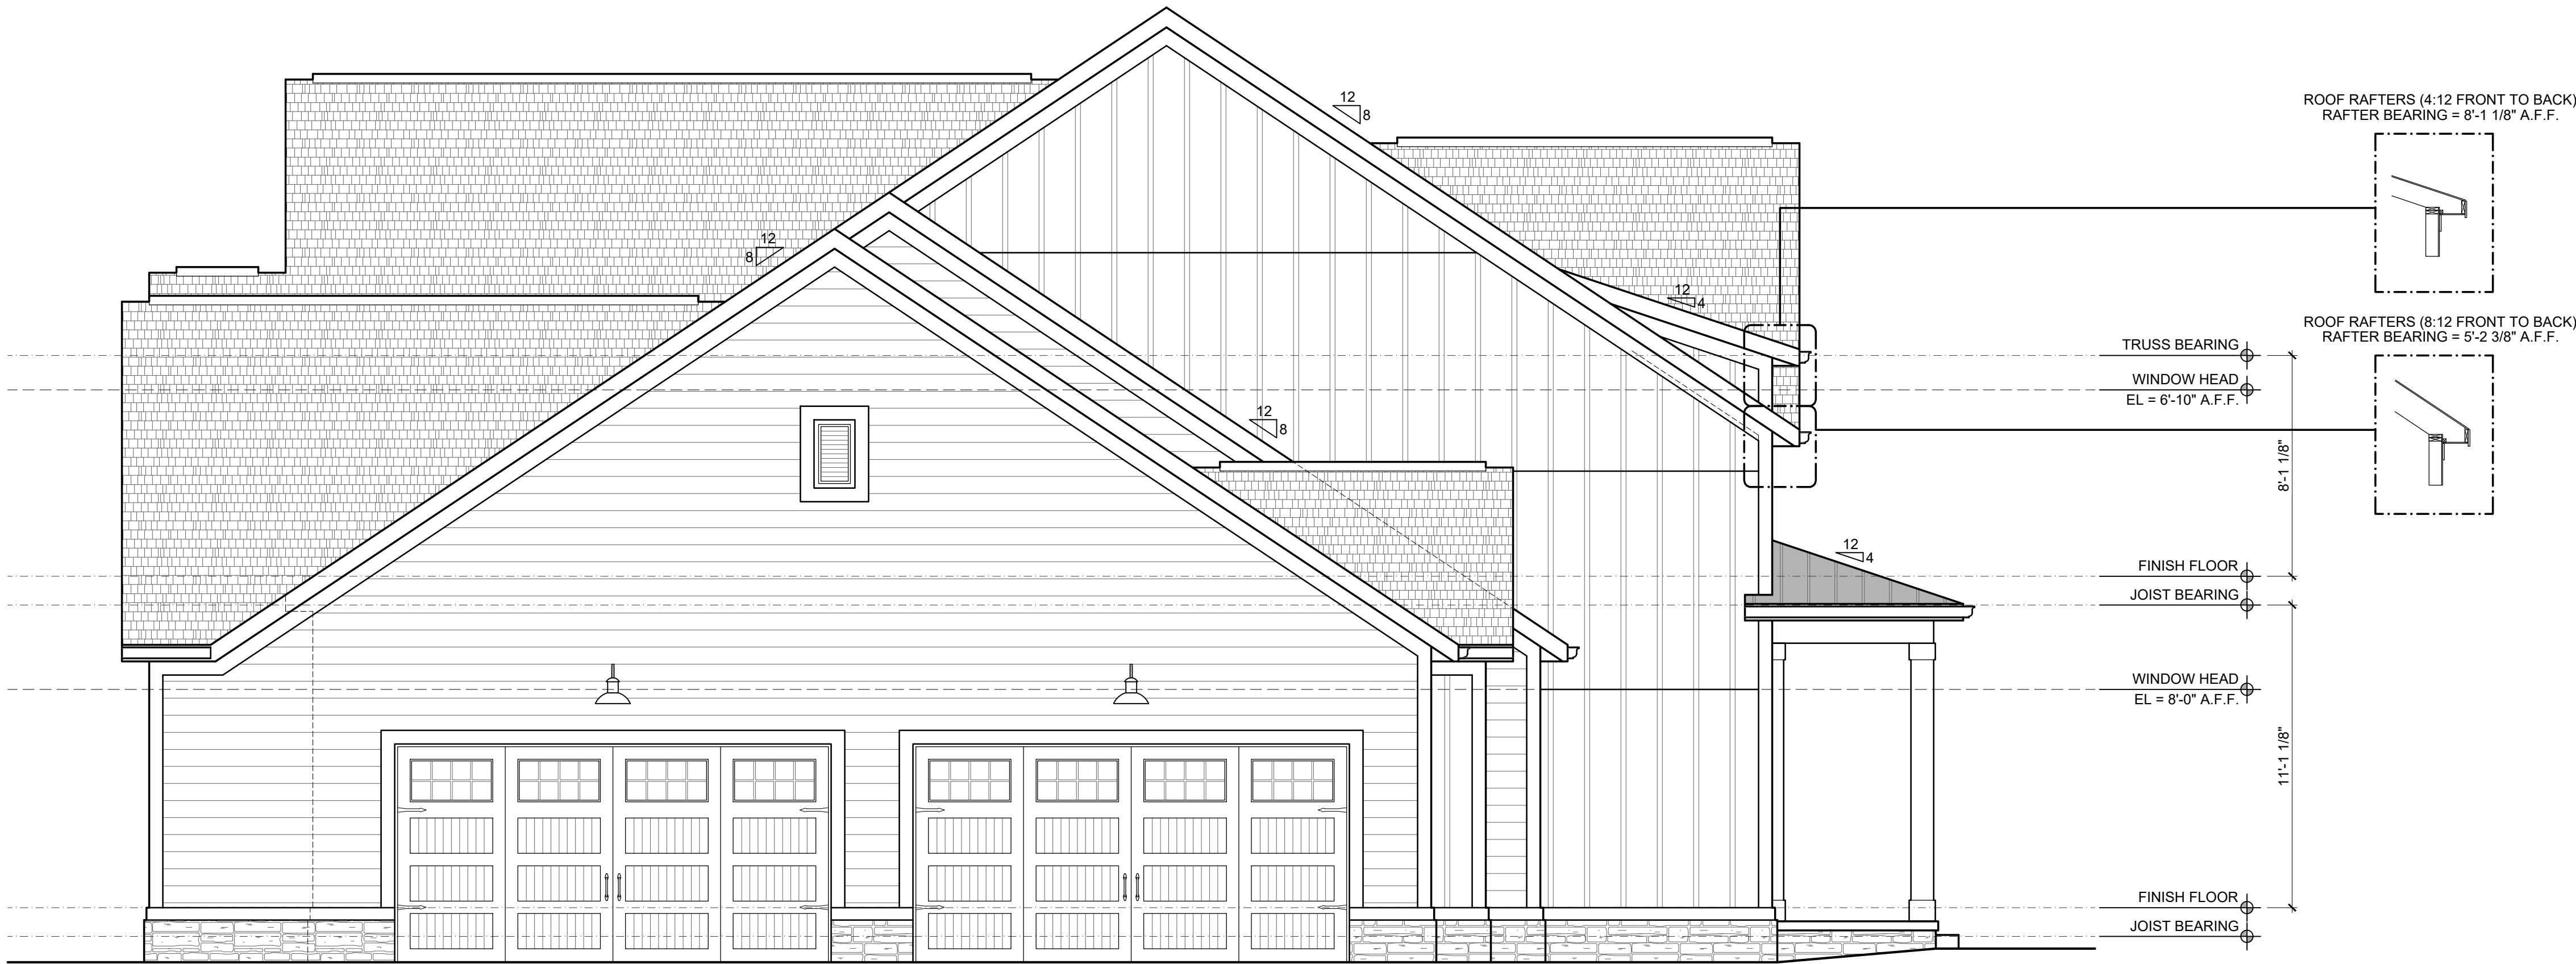 12
8
ROOF RAFTERS (4:12 FRONT TO BACK)
RAFTER BEARING = 8'-1 1/8" A.F.F.
12
8
12
4
ROOF RAFTERS (8:12 FRONT TO BACK)
RAFTER BEARING = 5'-2 3/8" A.F.F.
TRUSS BEARING
WINDOW HEAD
EL = 6'-10" A.F.F.
12
8
8'-1 1/8"
12
4
FINISH FLOOR
JOIST BEARING
WINDOW HEAD
EL = 8'-0" A.F.F.
11'-1 1/8"
FINISH FLOOR
JOIST BEARING